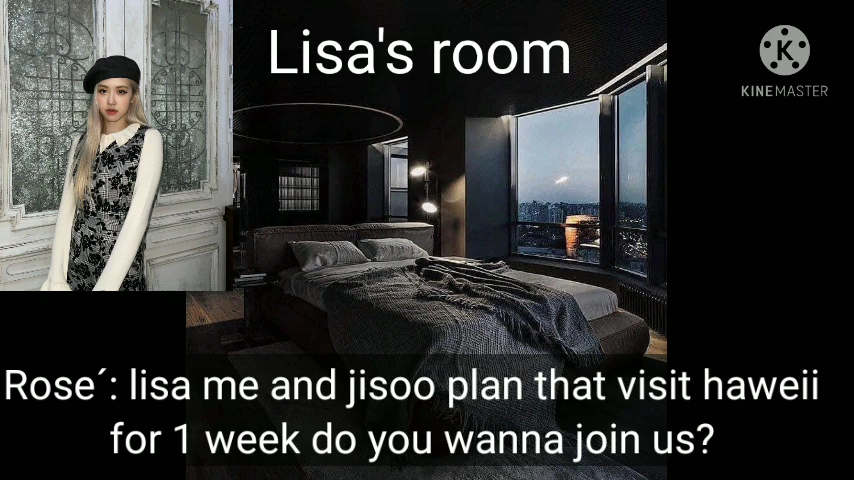 Lisa's room
KINEMASTER
Rose´: lisa me and jisoo plan that visit haweii
for 1 week do you wanna join us?